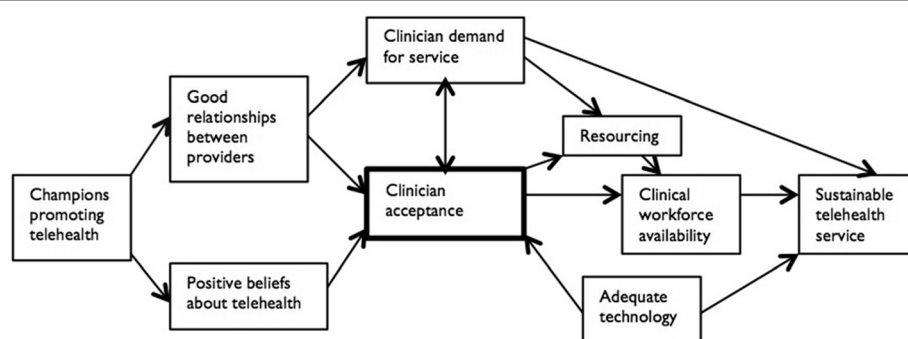 Clinician demand
for service
Good
relationships
between
providers
Resourcing
Champions
promoting
telehealth
Clinician
acceptance
Clinical
workforce
availability
Sustainable
telehealth
service
Positive beliefs
about telehealth
Adequate
technology